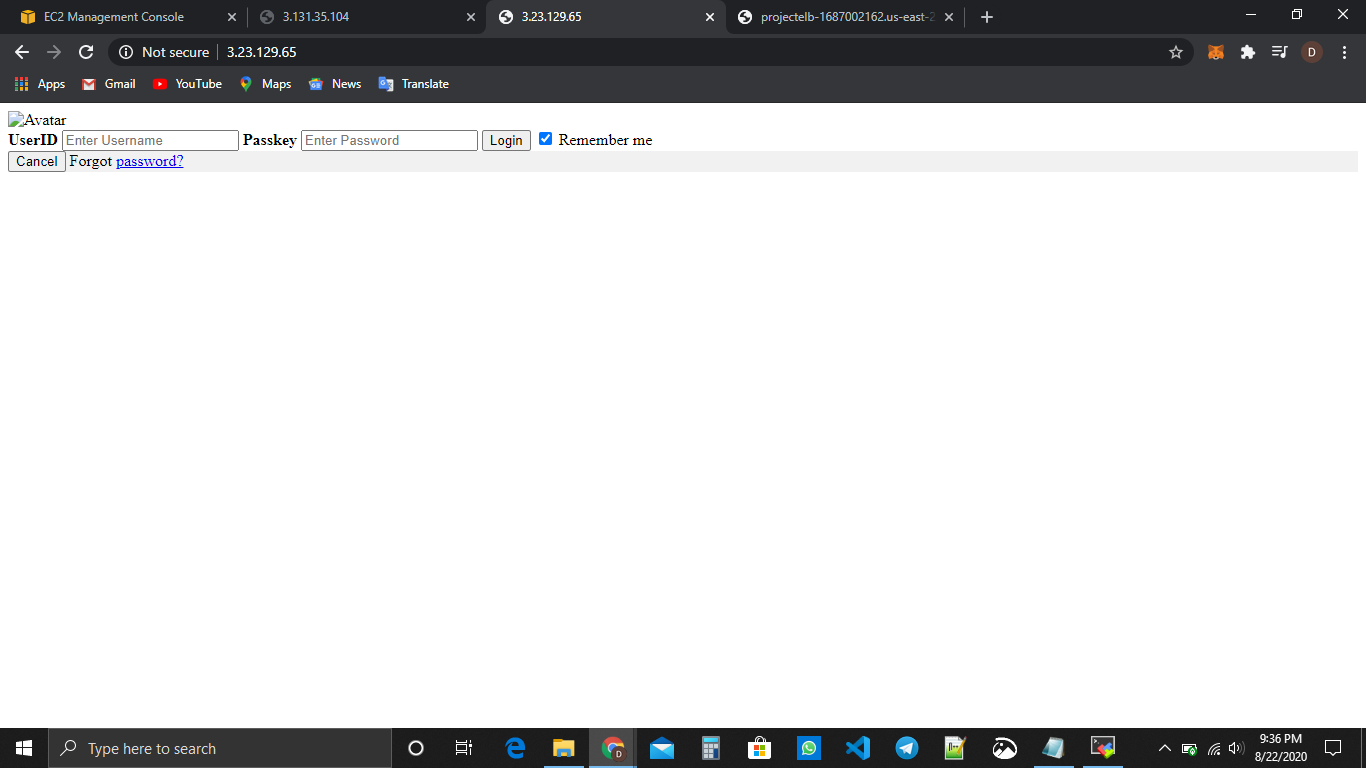 EC2 Management Console
3.131.35.104
3.23.129.65
projectelb-1687002162.us-east-2
Not secure
3.23.129.65
D
Apps
Gmail
YouTube
Maps
News
Translate
Avatar
UserID Enter Username Passkey Enter Password Login Remember me
Cancel Forgot password?
Type here to search
9:36 PM
8/22/2020